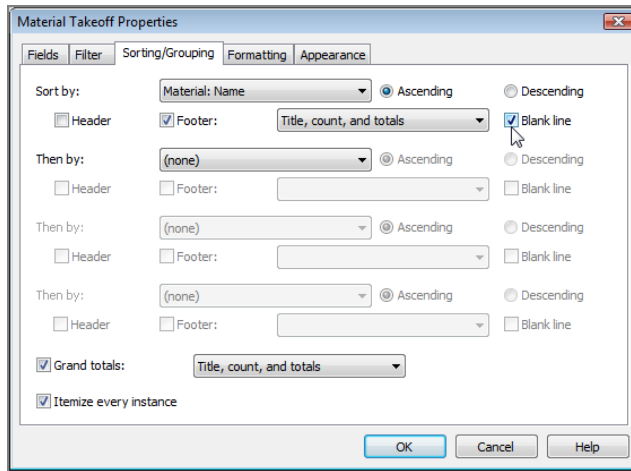 Material Takeoff Properties
Fields Filter Sorting/Grouping Formatting Appearance
Sort by: Material: Name Ascending Descending
Header Footer: Title, count, and totals Blank line
Then by: (none) Ascending Descending
Header Footer: Blank line
Then by: (none) Ascending Descending
Header Footer: Blank line
Then by: (none) Ascending Descending
Header Footer: Blank line
Grand totals: Title, count, and totals
Itemize every instance
OK Cancel Help